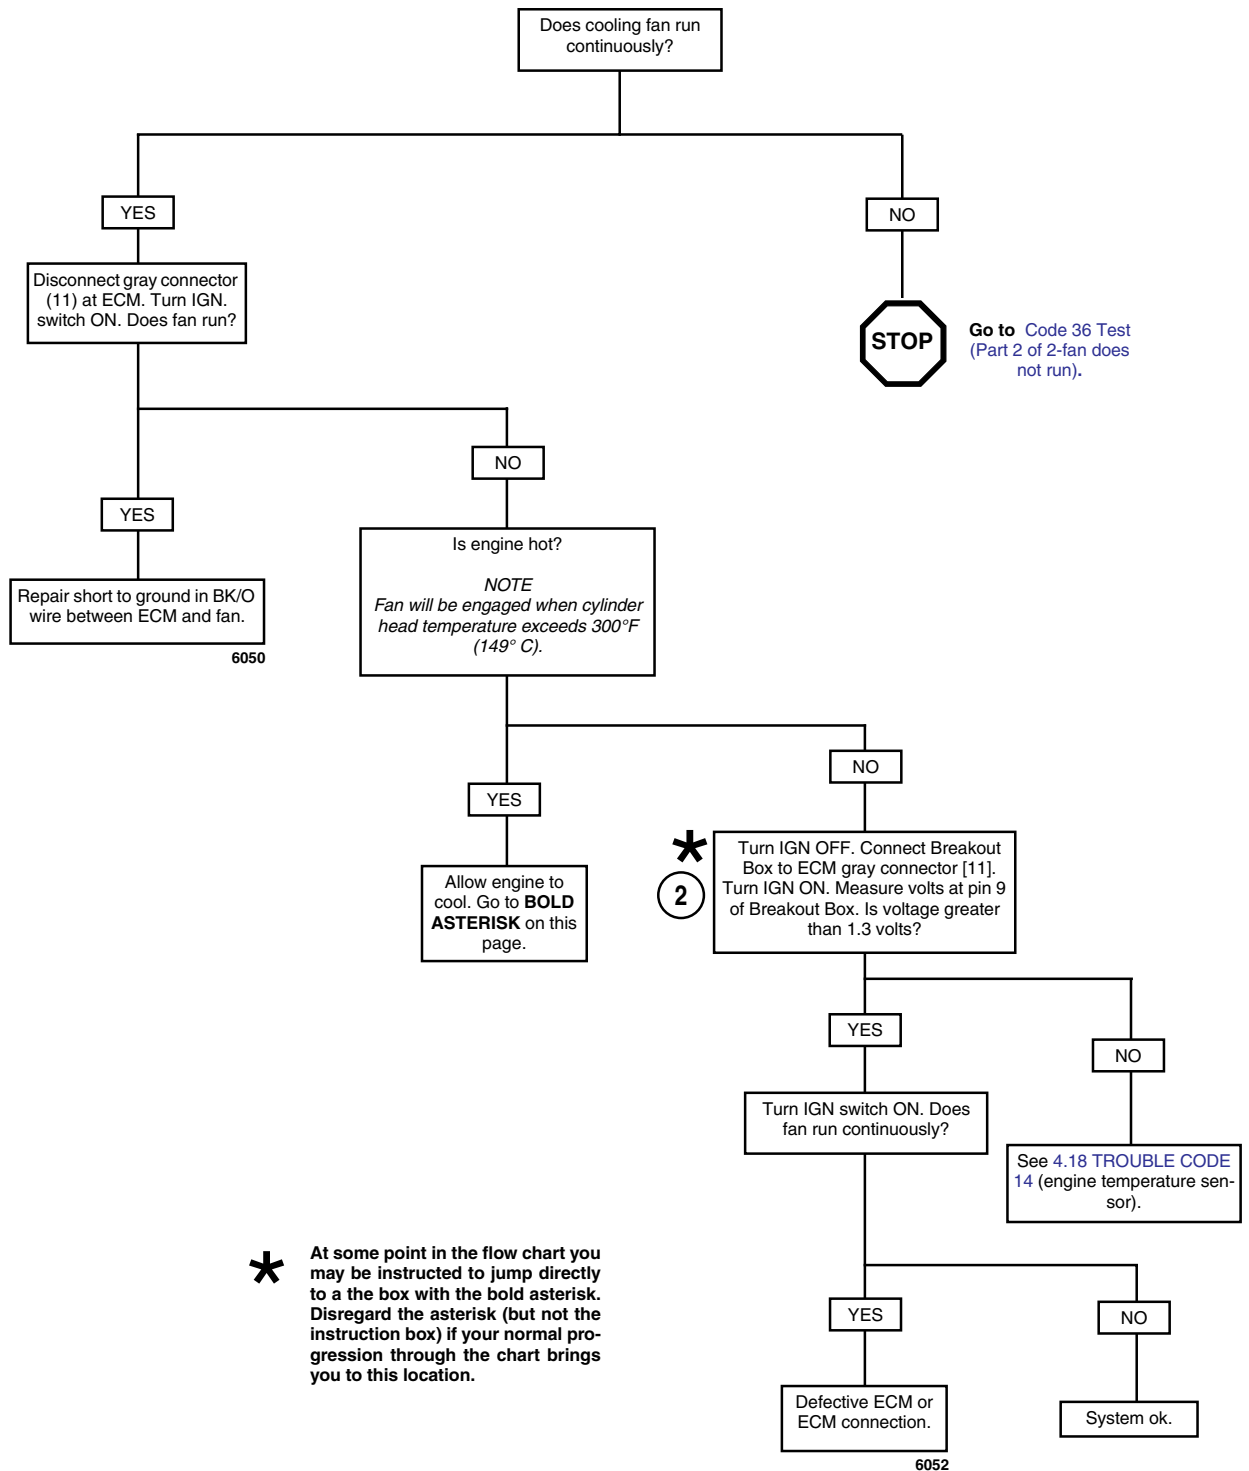 Does cooling fan run
continuously?
YES
NO
Disconnect gray connector
(11) at ECM. Turn IGN.
switch ON. Does fan run?
STOP
Go to Code 36 Test
(Part 2 of 2-fan does
not run).
NO
YES
Is engine hot?
NOTE
Fan will be engaged when cylinder
head temperature exceeds 300°F
(149° C).
Repair short to ground in BK/O
wire between ECM and fan.
6050
NO
YES
*
2
Turn IGN OFF. Connect Breakout
Box to ECM gray connector [11].
Turn IGN ON. Measure volts at pin 9
of Breakout Box. Is voltage greater
than 1.3 volts?
Allow engine to
cool. Go to BOLD
ASTERISK on this
page.
YES
NO
Turn IGN switch ON. Does
fan run continuously?
See 4.18 TROUBLE CODE
14 (engine temperature sen-
sor).
*
At some point in the flow chart you
may be instructed to jump directly
to a the box with the bold asterisk.
Disregard the asterisk (but not the
instruction box) if your normal pro-
gression through the chart brings
you to this location.
YES
NO
Defective ECM or
ECM connection.
System ok.
6052